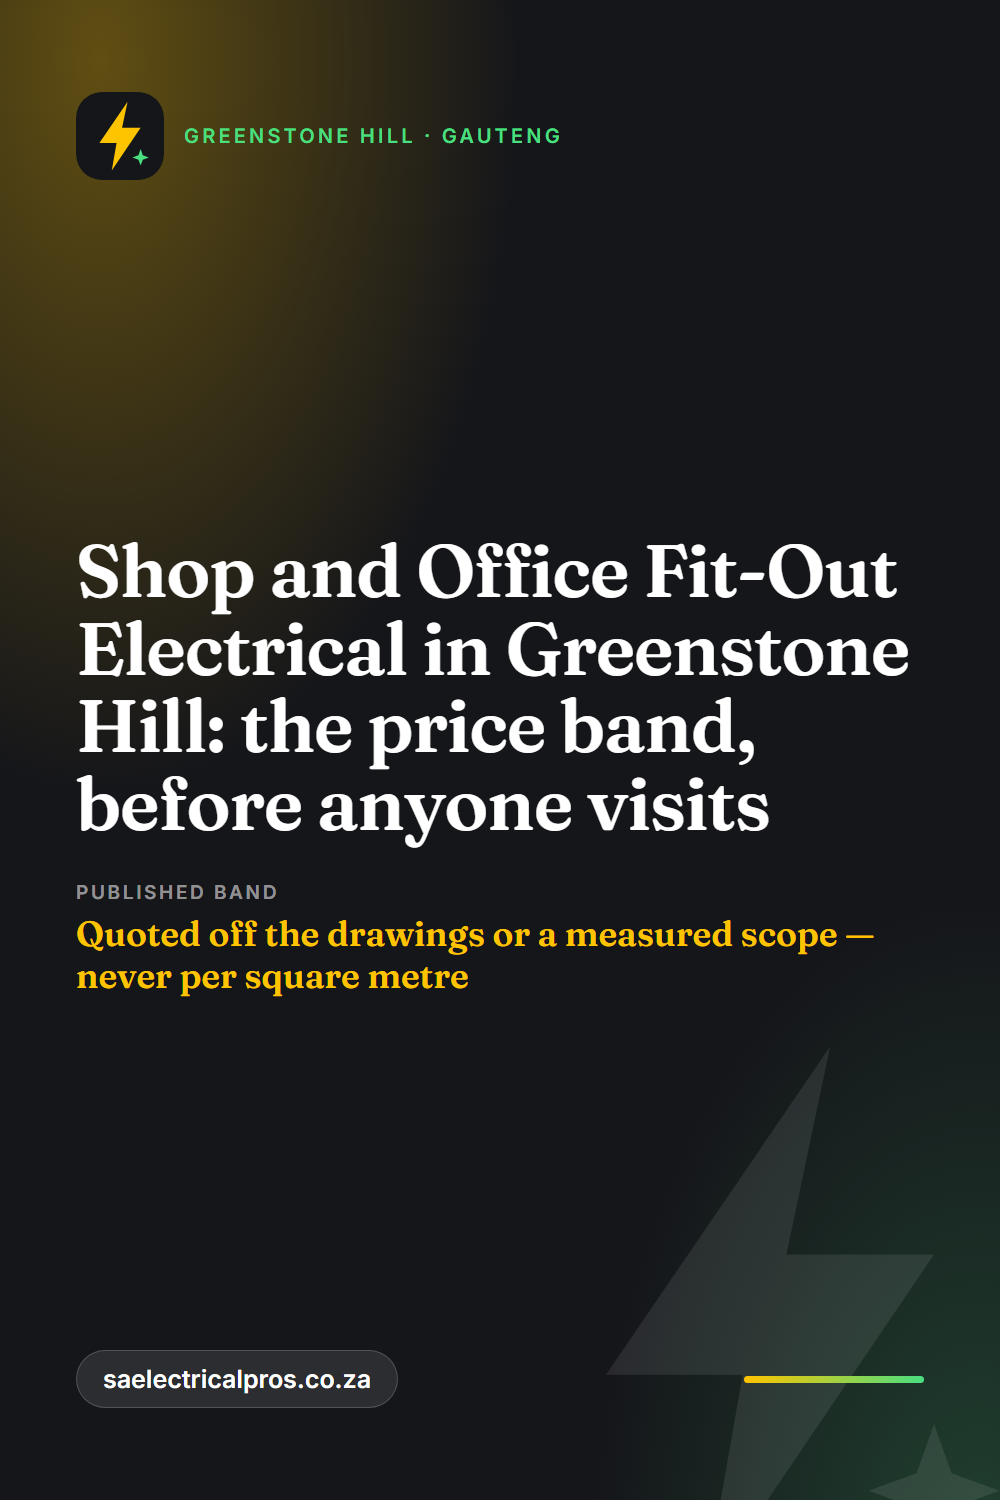 GREENSTONE HILL · GAUTENG
Shop and Office Fit-Out
Electrical in Greenstone
Hill: the price band,
before anyone visits
PUBLISHED BAND
Quoted off the drawings or a measured scope —
never per square metre
saelectricalpros.co.za